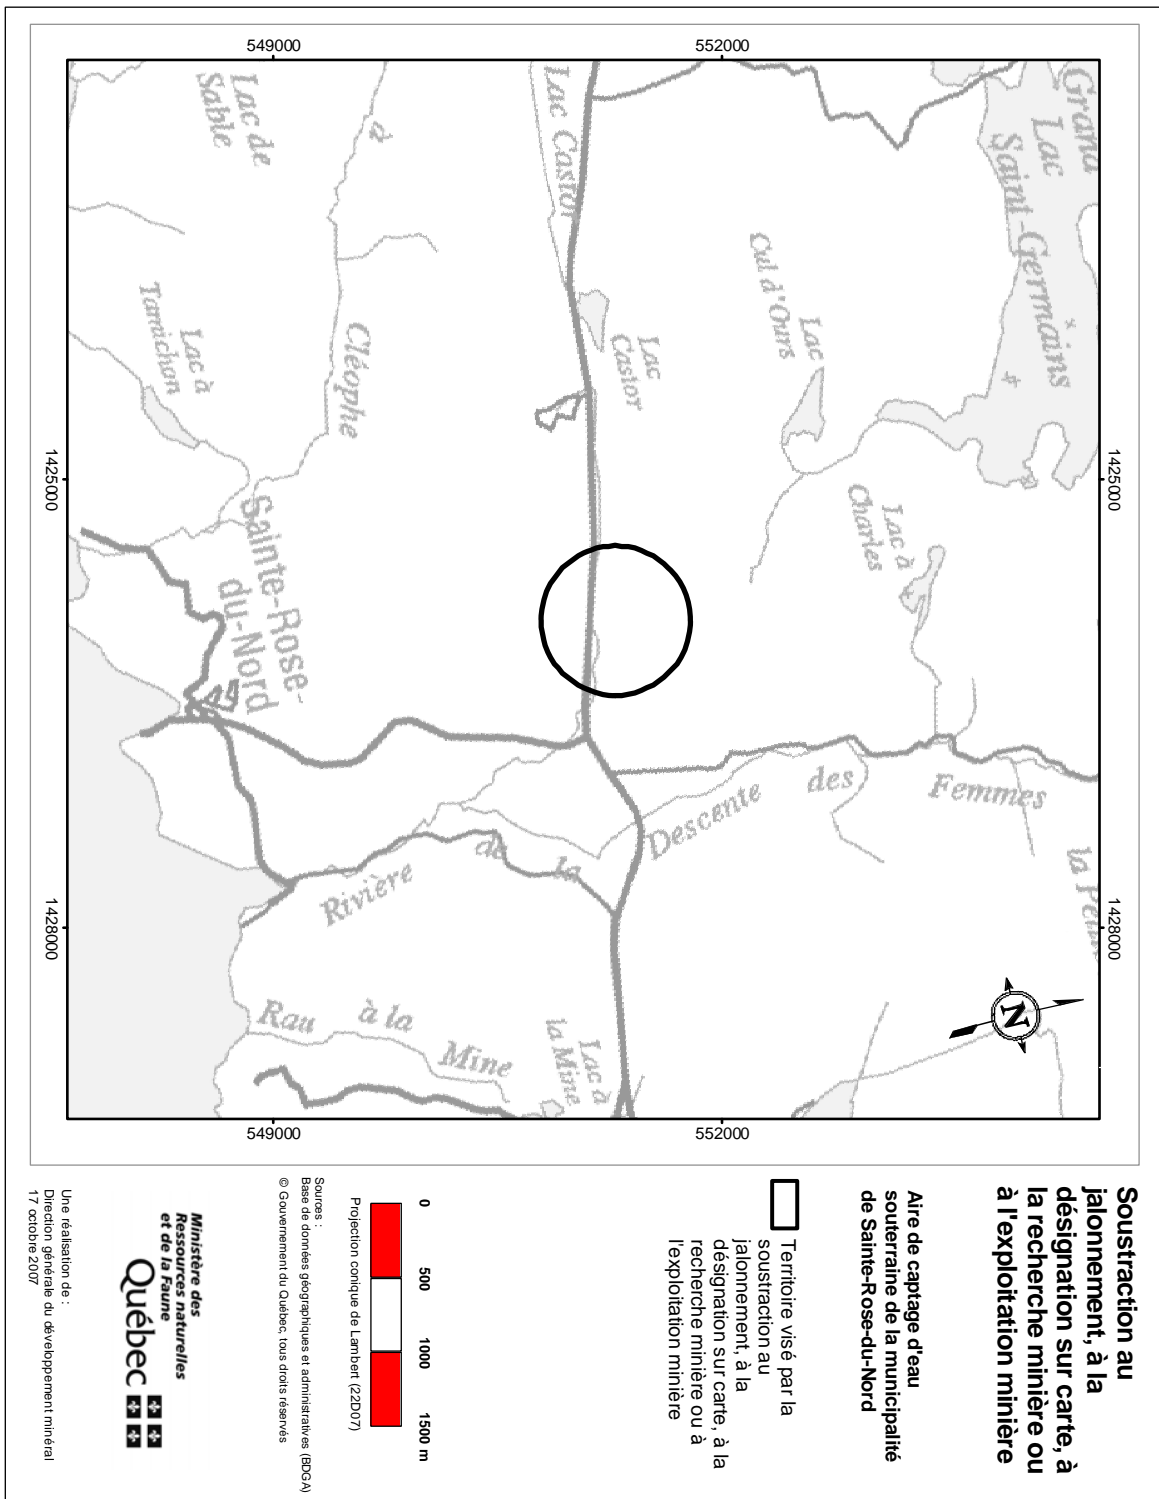 549000
552000
Grand
Lac
Saint-Germains
Lac de
Sable
à
Lac Castor
Cul d'Ours
Lac
Lac
Castor
Lac à
Tamichon
Cléophe
1425000
1425000
Lac à
Charles
Sainte-Rose-
du-Nord
Rivière
de
la
Descente
des
Femmes
1428000
1428000
Rau
à la
Mine
Lac à
la Mine
N
549000
552000
Soustraction au
jalonnement, à la
désignation sur carte, à
la recherche minière ou
à l'exploitation minière
Aire de captage d'eau
souterraine de la municipalité
de Sainte-Rose-du-Nord
Territoire visé par la
soustraction au
jalonnement, à la
désignation sur carte, à la
recherche minière ou à
l'exploitation minière
0
500
1000
1500 m
Projection conique de Lambert (22D07)
Sources :
Base de données géographiques et administratives (BDGA)
© Gouvernement du Québec, tous droits réservés
Ministère des
Ressources naturelles
et de la Faune
Québec
Une réalisation de :
Direction générale du développement minéral
17 octobre 2007